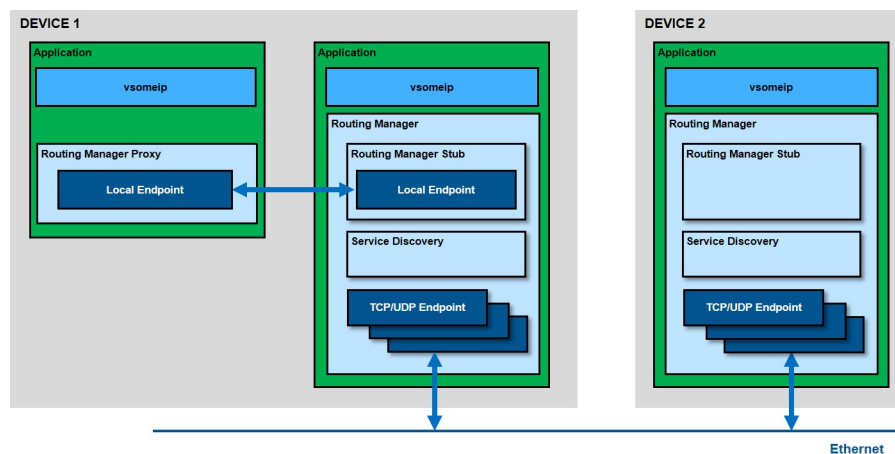 DEVICE 1
Application
vsomeip
Routing Manager Proxy
Local Endpoint
Application
vsomeip
Routing Manager
Routing Manager Stub
Local Endpoint
Service Discovery
TCP/UDP Endpoint
DEVICE 2
Application
vsomeip
Routing Manager
Routing Manager Stub
Service Discovery
TCP/UDP Endpoint
Ethernet